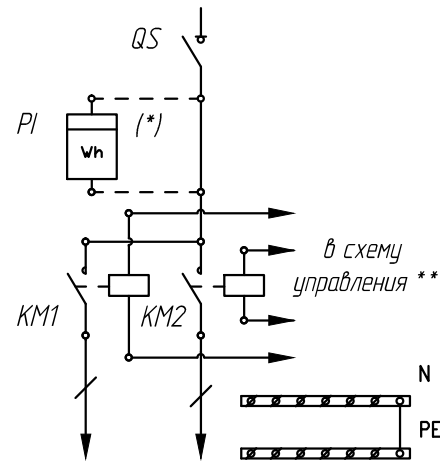 QS
PI
(*)
Wh
в схему
управления **
KM1
KM2
N
PE